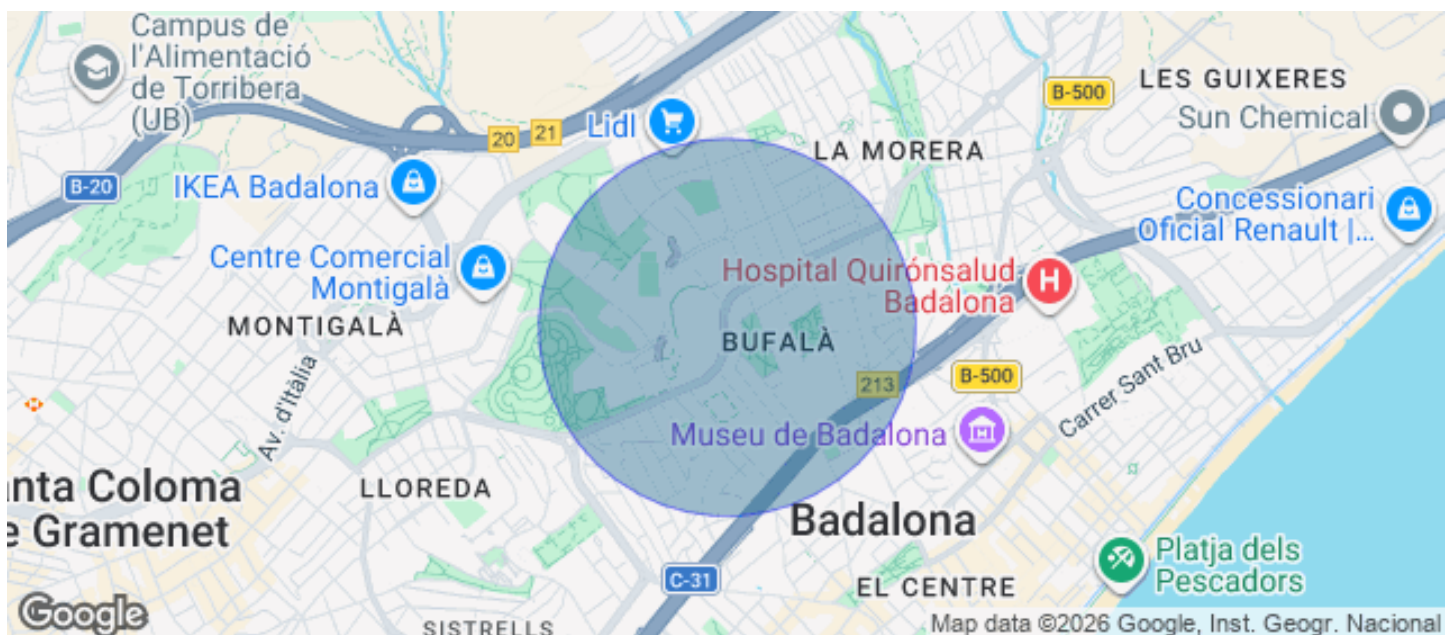 Campus de
l'Alimentació
de Torribera
(UB)
20
21
Lidl
B-500
LES GUIXERES
Sun Chemical
LA MORERA
B-20
IKEA Badalona
Concessionari
Oficial Renault |...
Centre Comercial
Montigalà
Hospital Quirónsalud
Badalona
MONTIGALÀ
BUFALÀ
Av. d'Itàlia
213
B-500
Carrer Sant Bru
Museu de Badalona
anta Coloma
e Gramenet
LLOREDA
Badalona
Platja dels
Pescadors
C-31
EL CENTRE
Google
SISTRELLS
Map data ©2026 Google, Inst. Geogr. Nacional